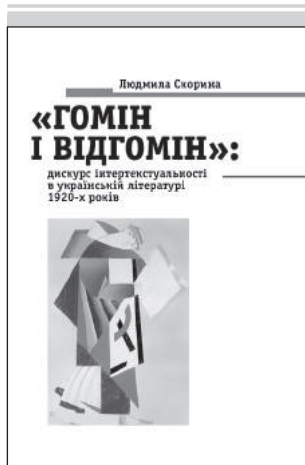 Людмила Скорина
«ГОМІН
І ВІДГОМІН»:
дискурс інтертекстуальності
в українській літературі
1920-х років